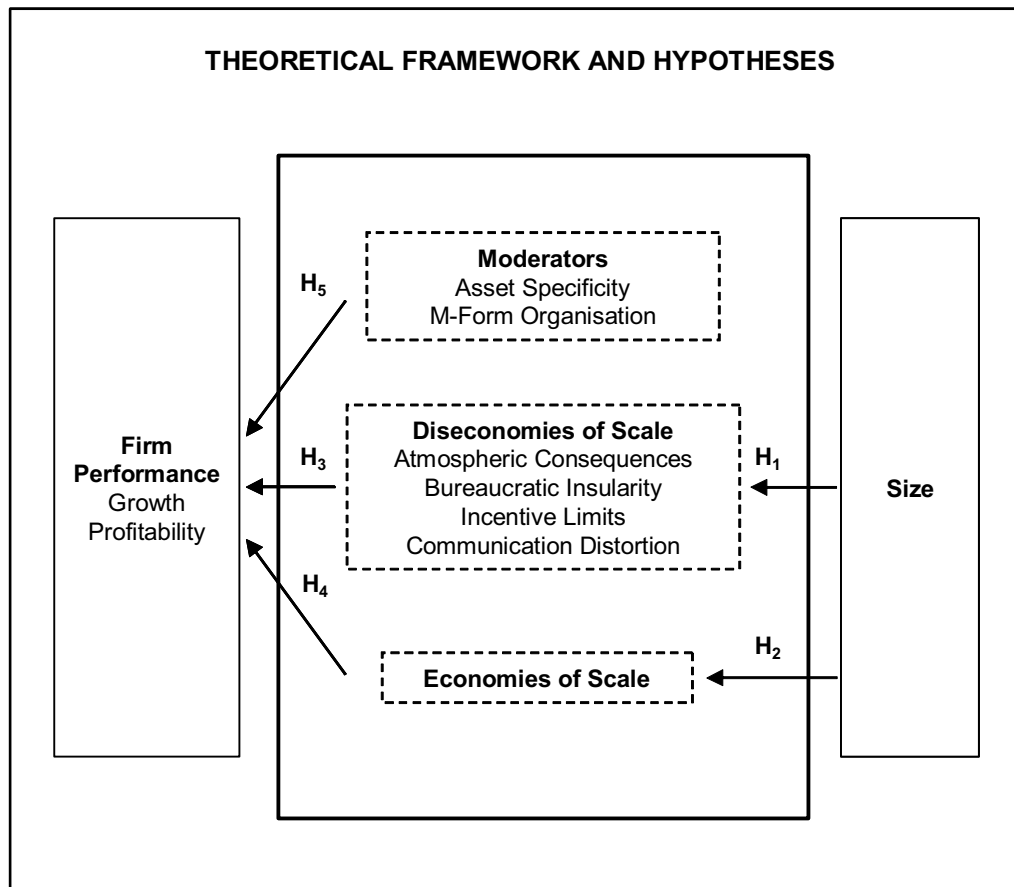 THEORETICAL FRAMEWORK AND HYPOTHESES
Moderators
Asset Specificity
M-Form Organisation
H5
Firm
Performance
Growth
Profitability
H3
Diseconomies of Scale
Atmospheric Consequences
Bureaucratic Insularity
Incentive Limits
Communication Distortion
H1
Size
H4
Economies of Scale
H2